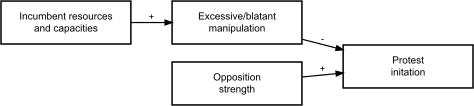 Incumbent resources
and capacities
+
Excessive/blatant
manipulation
-
Protest
initation
Opposition
strength
+